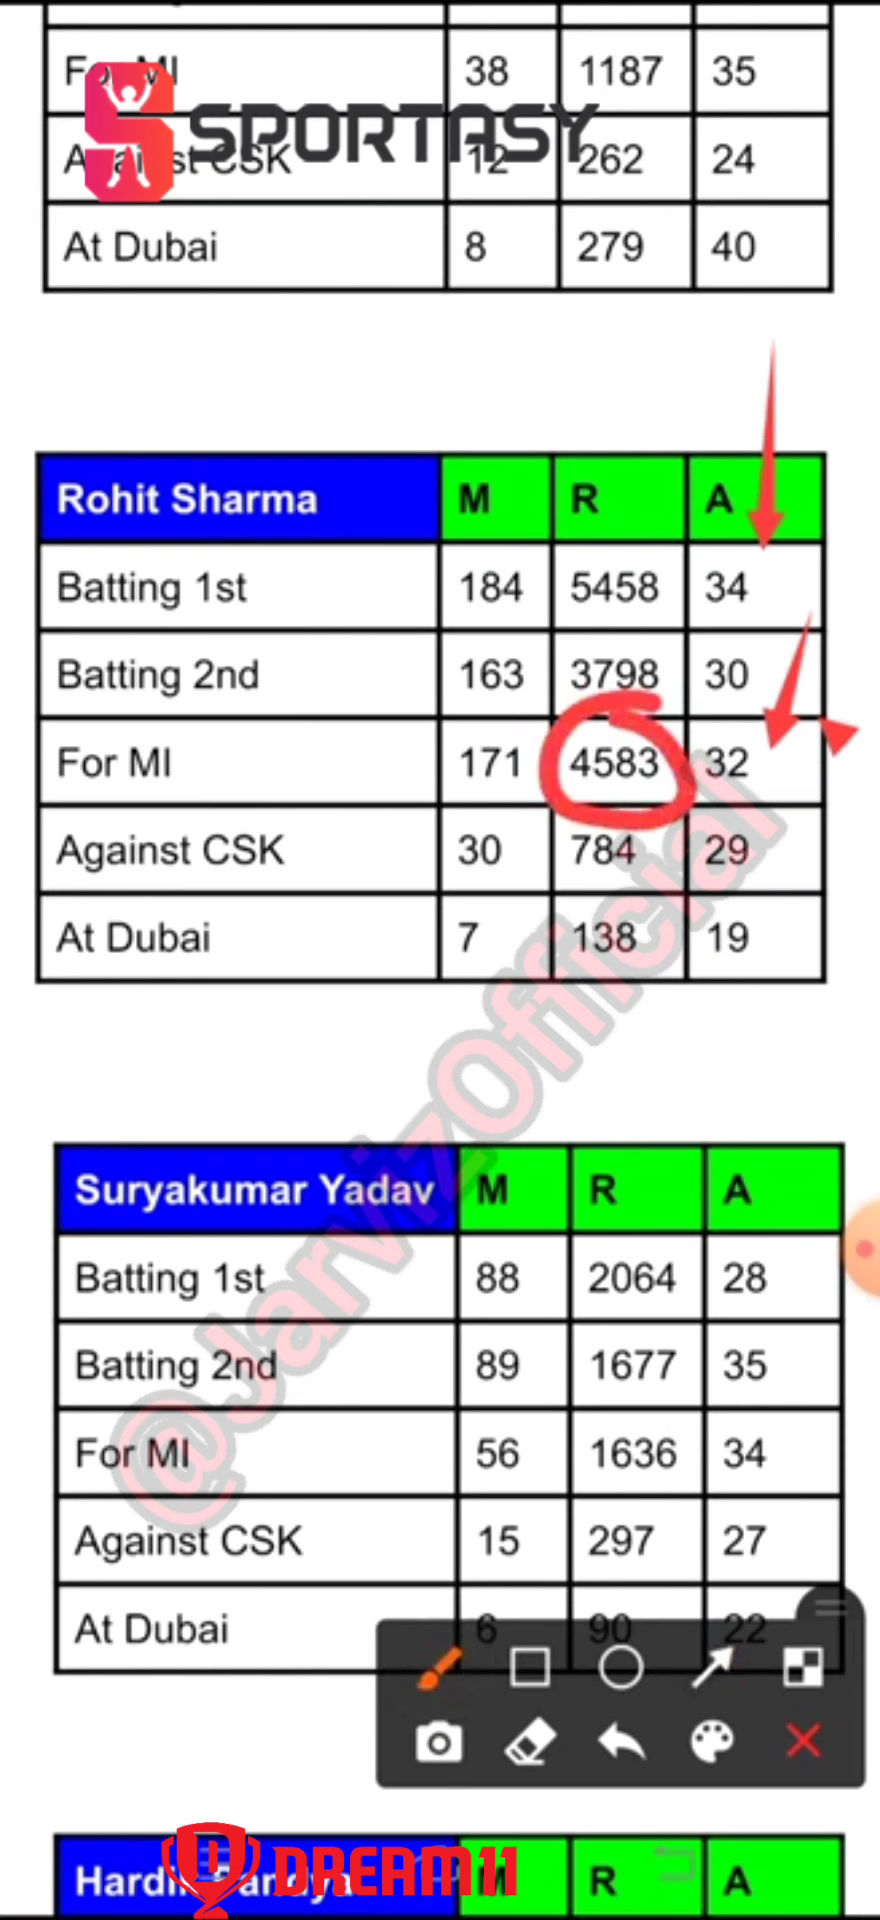 For MI 38 1187 35
SPORTASY
Against CSK 12 262 24
At Dubai 8 279 40
Rohit Sharma M R A
Batting 1st 184 5458 34
Batting 2nd 163 3798 30
For MI 171 4583 32
Against CSK 30 784 29
At Dubai 7 138 19
@JarvizOfficial
Suryakumar Yadav M R A
Batting 1st 88 2064 28
Batting 2nd 89 1677 35
For MI 56 1636 34
Against CSK 15 297 27
At Dubai 6 90 22
Hardik Pandya M R A
DREAM11